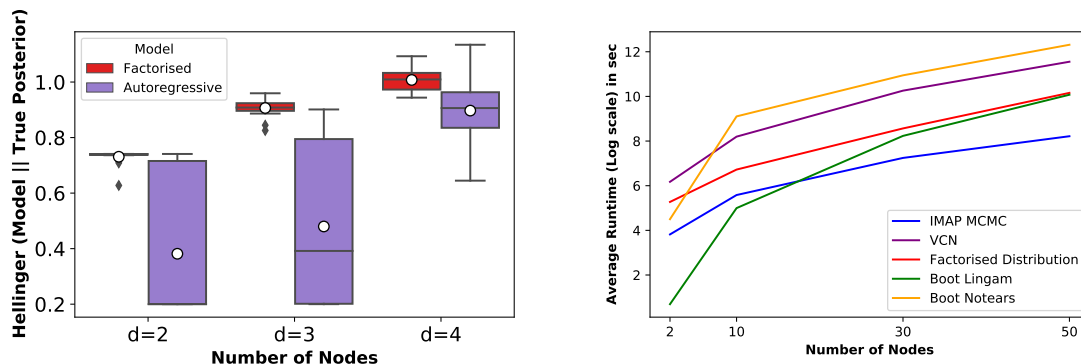 Hellinger (Model || True Posterior)
1.0
0.8
0.6
0.4
0.2
Model
Factorised
Autoregressive
d=2
d=3
d=4
Number of Nodes
Average Runtime (Log scale) in sec
12
10
8
6
4
2
IMAP MCMC
VCN
Factorised Distribution
Boot Lingam
Boot Notears
2
10
30
50
Number of Nodes